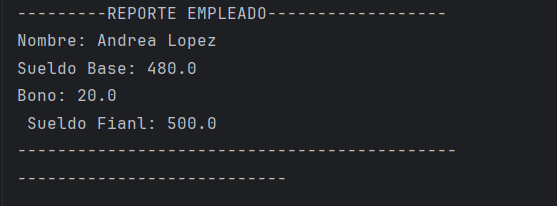 ---------REPORTE EMPLEADO------------------
Nombre: Andrea Lopez
Sueldo Base: 480.0
Bono: 20.0
 Sueldo Fianl: 500.0
--------------------------------------------
---------------------------